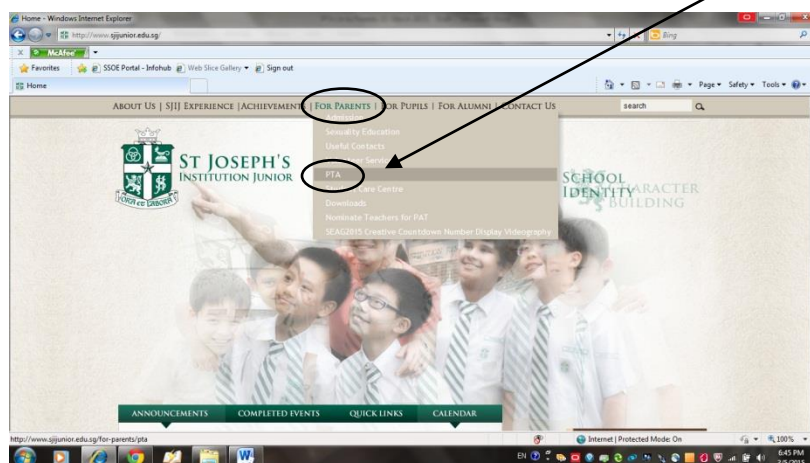 Home - Windows Internet Explorer
http://www.sjijunior.edu.sg/
Bing
X McAfee
Favorites SSOE Portal - Infohub Web Slice Gallery Sign out
Home Page Safety Tools
ABOUT US | SJIJ EXPERIENCE | ACHIEVEMENTS | FOR PARENTS | FOR PUPILS | FOR ALUMNI | CONTACT US search
Admission
Sexuality Education
Useful Contacts
PTA
Care Centre
Downloads
Nominate Teachers for PAT
SEAG2015 Creative Countdown Number Display Videography
ST JOSEPH'S
INSTITUTION JUNIOR
ORA ET LABORA
SCHOOL
IDENTITY
BUILDING
ANNOUNCEMENTS COMPLETED EVENTS QUICK LINKS CALENDAR
http://www.sjijunior.edu.sg/for-parents/pta Internet | Protected Mode: On 100%
EN 6:45 PM